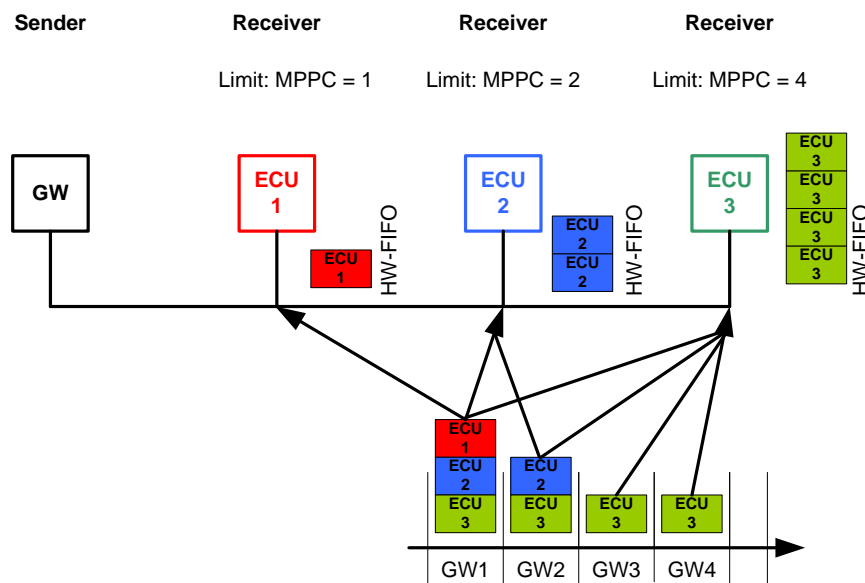 Sender
Receiver
Receiver
Receiver
Limit: MPPC = 1
Limit: MPPC = 2
Limit: MPPC = 4
GW
ECU
1
ECU
2
ECU
3
ECU
1
HW-FIFO
ECU
2
ECU
2
HW-FIFO
ECU
3
ECU
3
ECU
3
ECU
3
HW-FIFO
ECU
1
ECU
2
ECU
3
ECU
2
ECU
3
ECU
3
ECU
3
GW1
GW2
GW3
GW4